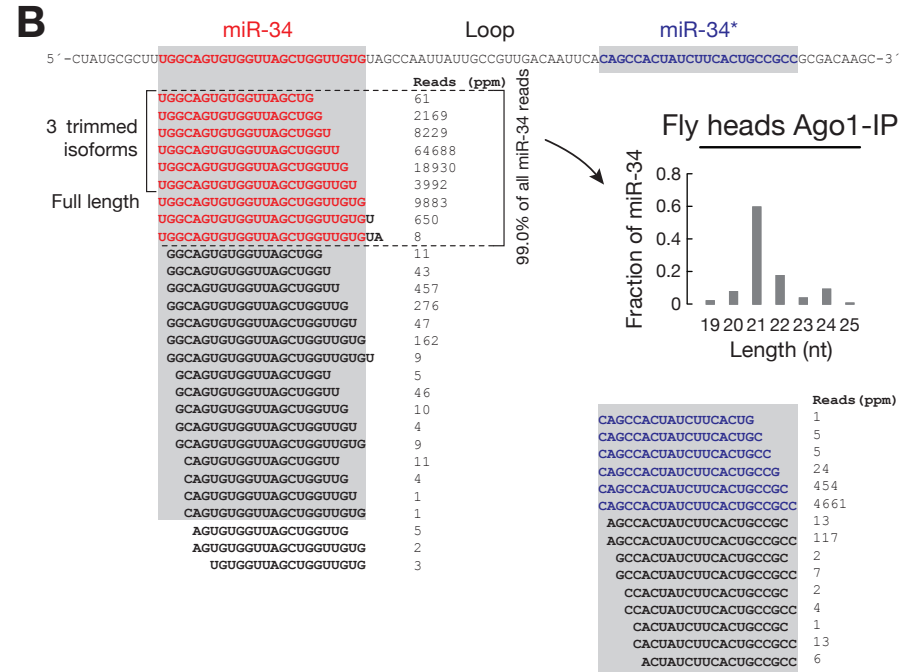 B
miR-34 Loop miR-34*
5´-CUAUGCGCUUUGGCAGUGUGGUUAGCUGGUUGUGUAGCCAAUUAUUGCCGUUGACAAUUCACAGCCACUAUCUUCACUGCCGCCGCGACAAGC-3´
Reads (ppm)
3 trimmed
isoforms
Full length
UGGCAGUGUGGUUAGCUG 61
UGGCAGUGUGGUUAGCUGG 2169
UGGCAGUGUGGUUAGCUGGU 8229
UGGCAGUGUGGUUAGCUGGUU 64688
UGGCAGUGUGGUUAGCUGGUUG 18930
UGGCAGUGUGGUUAGCUGGUUGU 3992
UGGCAGUGUGGUUAGCUGGUUGUG 9883
UGGCAGUGUGGUUAGCUGGUUGUGU 650
UGGCAGUGUGGUUAGCUGGUUGUGUA 8
GGCAGUGUGGUUAGCUGG 11
GGCAGUGUGGUUAGCUGGU 43
GGCAGUGUGGUUAGCUGGUU 457
GGCAGUGUGGUUAGCUGGUUG 276
GGCAGUGUGGUUAGCUGGUUGU 47
GGCAGUGUGGUUAGCUGGUUGUG 162
GGCAGUGUGGUUAGCUGGUUGUGU 9
GCAGUGUGGUUAGCUGGU 5
GCAGUGUGGUUAGCUGGUU 46
GCAGUGUGGUUAGCUGGUUG 10
GCAGUGUGGUUAGCUGGUUGU 4
GCAGUGUGGUUAGCUGGUUGUG 9
CAGUGUGGUUAGCUGGUU 11
CAGUGUGGUUAGCUGGUUG 4
CAGUGUGGUUAGCUGGUUGU 1
CAGUGUGGUUAGCUGGUUGUG 1
AGUGUGGUUAGCUGGUUG 5
AGUGUGGUUAGCUGGUUGUG 2
UGUGGUUAGCUGGUUGUG 3
99.0% of all miR-34 reads
Fly heads Ago1-IP
Fraction of miR-34
0.8
0.6
0.4
0.2
0
19 20 21 22 23 24 25
Length (nt)
Reads(ppm)
CAGCCACUAUCUUCACUG 1
CAGCCACUAUCUUCACUGC 5
CAGCCACUAUCUUCACUGCC 5
CAGCCACUAUCUUCACUGCCG 24
CAGCCACUAUCUUCACUGCCGC 454
CAGCCACUAUCUUCACUGCCGCC 4661
AGCCACUAUCUUCACUGCCGC 13
AGCCACUAUCUUCACUGCCGCC 117
GCCACUAUCUUCACUGCCGC 2
GCCACUAUCUUCACUGCCGCC 7
CCACUAUCUUCACUGCCGC 2
CCACUAUCUUCACUGCCGCC 4
CACUAUCUUCACUGCCGC 1
CACUAUCUUCACUGCCGCC 13
ACUAUCUUCACUGCCGCC 6